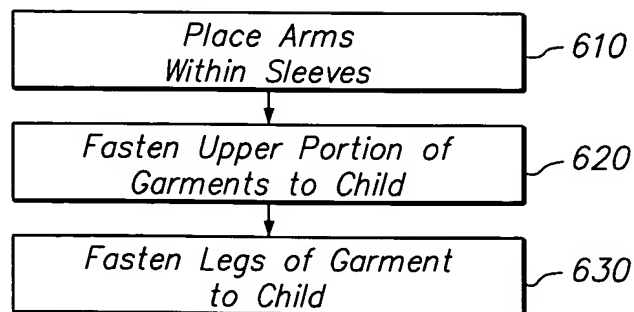 Place Arms
Within Sleeves
610
Fasten Upper Portion of
Garments to Child
620
Fasten Legs of Garment
to Child
630